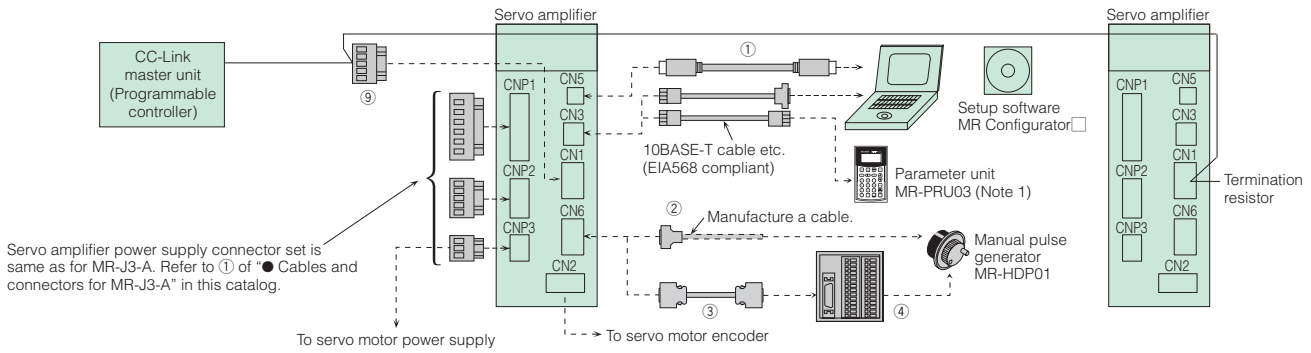 Servo amplifier
Servo amplifier
CC-Link
master unit
(Programmable
controller)
⑨
①
CNP1
CN5
CN3
CN1
CNP2
CN6
CNP3
CN2
Setup software
MR Configurator□
10BASE-T cable etc.
(EIA568 compliant)
Parameter unit
MR-PRU03 (Note 1)
②
Manufacture a cable.
Manual pulse
generator
MR-HDP01
③
④
CNP1
CN5
CN3
CN1
CNP2
CN6
CNP3
CN2
Termination
resistor
Servo amplifier power supply connector set is
same as for MR-J3-A. Refer to ① of "● Cables and
connectors for MR-J3-A" in this catalog.
To servo motor power supply
To servo motor encoder